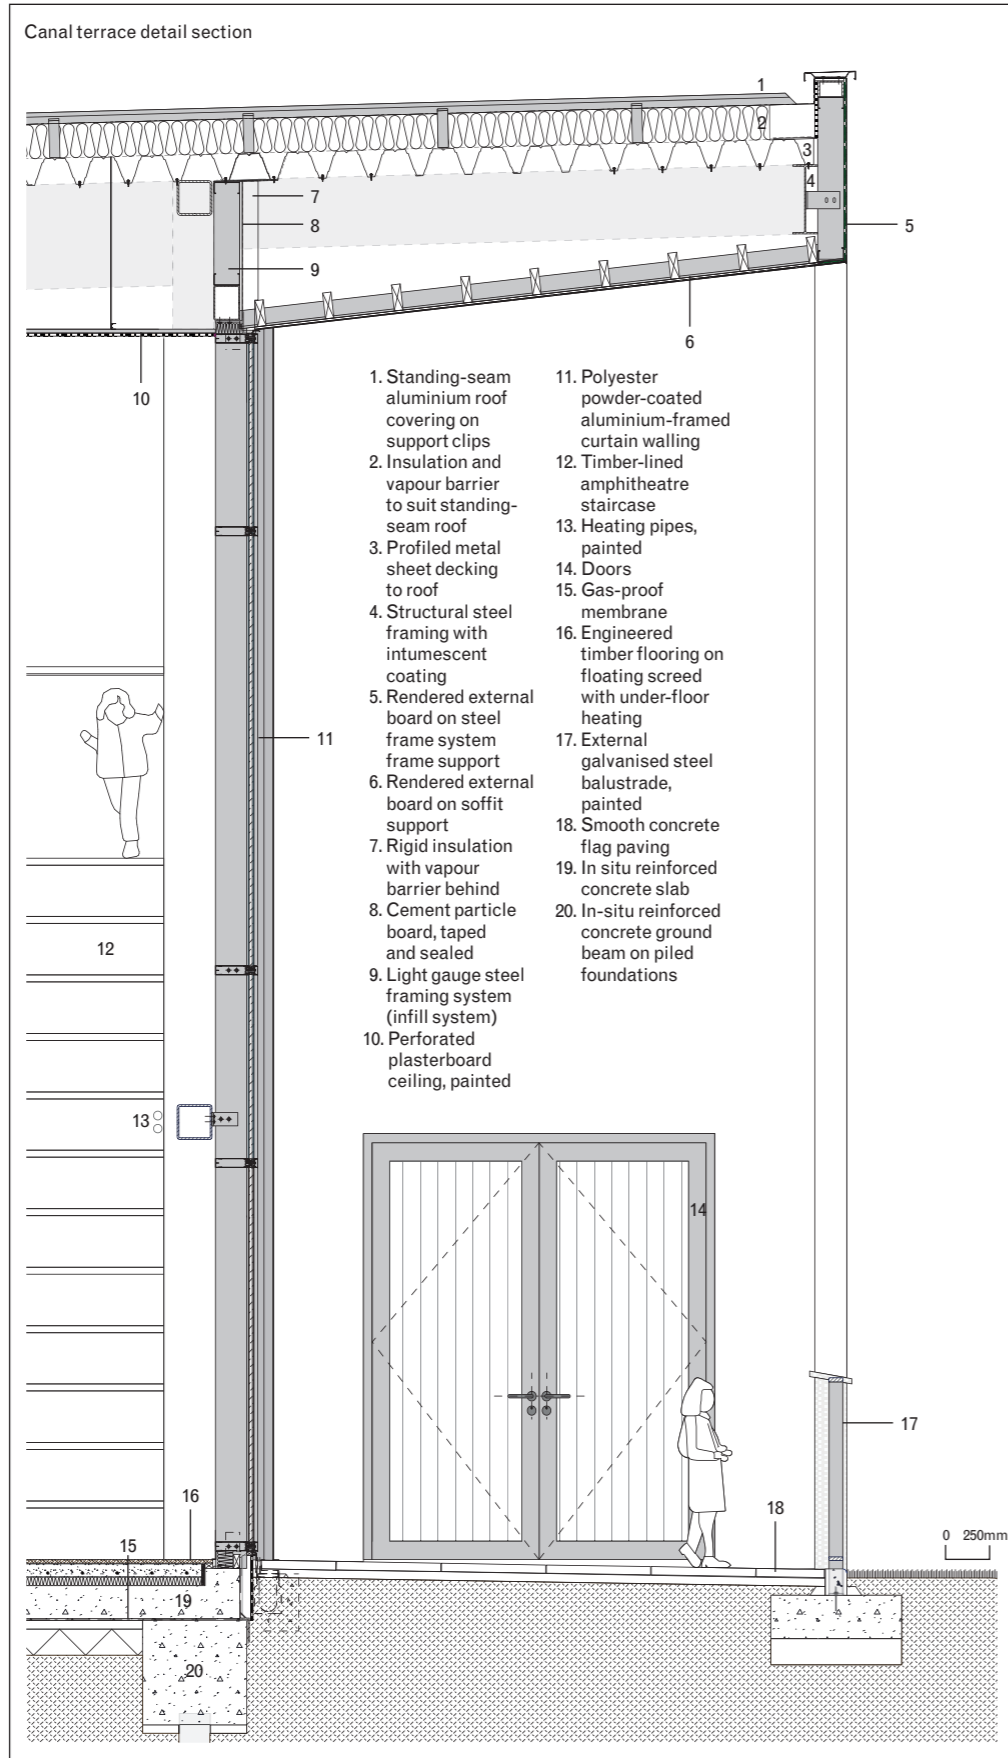 Canal terrace detail section
1
2
3
4
5
6
7
8
9
10
11
12
13
14
15
16
17
18
19
20
0 250mm
1. Standing-seam
aluminium roof
covering on
support clips
2. Insulation and
vapour barrier
to suit standing-
seam roof
3. Profiled metal
sheet decking
to roof
4. Structural steel
framing with
intumescent
coating
5. Rendered external
board on steel
frame system
frame support
6. Rendered external
board on soffit
support
7. Rigid insulation
with vapour
barrier behind
8. Cement particle
board, taped
and sealed
9. Light gauge steel
framing system
(infill system)
10. Perforated
plasterboard
ceiling, painted
11. Polyester
powder-coated
aluminium-framed
curtain walling
12. Timber-lined
amphitheatre
staircase
13. Heating pipes,
painted
14. Doors
15. Gas-proof
membrane
16. Engineered
timber flooring on
floating screed
with under-floor
heating
17. External
galvanised steel
balustrade,
painted
18. Smooth concrete
flag paving
19. In situ reinforced
concrete slab
20. In-situ reinforced
concrete ground
beam on piled
foundations